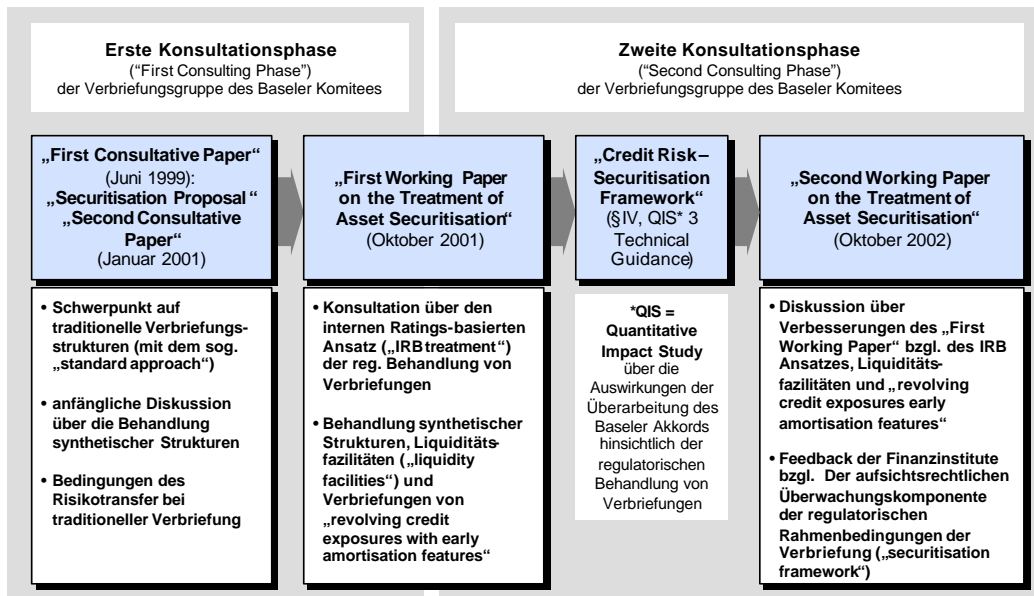 Erste Konsultationsphase
(“First Consulting Phase”)
der Verbriefungsgruppe des Baseler Komitees
Zweite Konsultationsphase
(“Second Consulting Phase”)
der Verbriefungsgruppe des Baseler Komitees
„First Consultative Paper“
(Juni 1999):
„Securitisation Proposal “
„Second Consultative
Paper“
(Januar 2001)
„First Working Paper
on the Treatment of
Asset Securitisation“
(Oktober 2001)
„Credit Risk–
Securitisation
Framework“
(§IV, QIS* 3
Technical
Guidance)
„Second Working Paper
on the Treatment of
Asset Securitisation“
(Oktober 2002)
• Schwerpunkt auf
traditionelle Verbriefungs-
strukturen (mit dem sog.
„standard approach“)
• anfängliche Diskussion
über die Behandlung
synthetischer Strukturen
• Bedingungen des
Risikotransfer bei
traditioneller Verbriefung
• Konsultation über den
internen Ratings-basierten
Ansatz („IRB treatment“)
der reg. Behandlung von
Verbriefungen
• Behandlung synthetischer
Strukturen, Liquiditäts-
fazilitäten („liquidity
facilities“) und
Verbriefungen von
„revolving credit
exposures with early
amortisation features“
*QIS =
Quantitative
Impact Study
über die
Auswirkungen der
Überarbeitung des
Baseler Akkords
hinsichtlich der
regulatorischen
Behandlung von
Verbriefungen
• Diskussion über
Verbesserungen des „First
Working Paper“ bzgl. des IRB
Ansatzes, Liquiditäts-
fazilitäten und „revolving
credit exposures early
amortisation features“
• Feedback der Finanzinstitute
bzgl. Der aufsichtsrechtlichen
Überwachungskomponente
der regulatorischen
Rahmenbedingungen der
Verbriefung („securitisation
framework“)